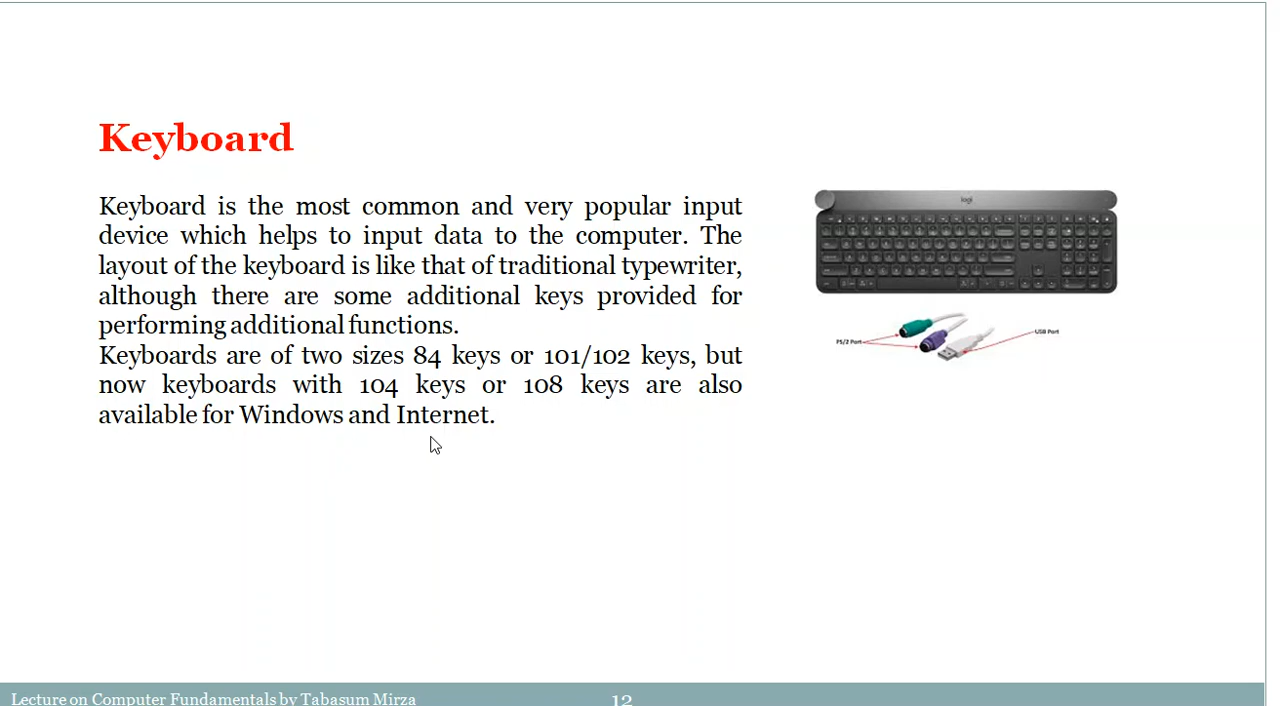 Keyboard
Keyboard is the most common and very popular input
device which helps to input data to the computer. The
layout of the keyboard is like that of traditional typewriter,
although there are some additional keys provided for
performing additional functions.
Keyboards are of two sizes 84 keys or 101/102 keys, but
now keyboards with 104 keys or 108 keys are also
available for Windows and Internet.
logi
PS/2 Port
USB Port
Lecture on Computer Fundamentals by Tabasum Mirza
12